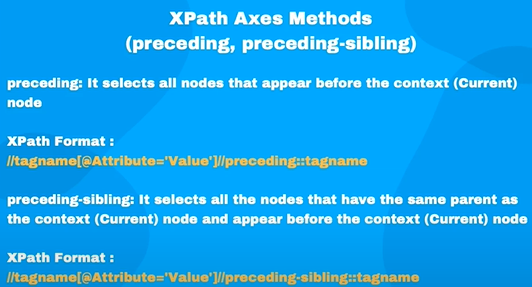 XPath Axes Methods
(preceding, preceding-sibling)
preceding: It selects all nodes that appear before the context (Current)
node
XPath Format :
//tagname[@Attribute='Value']//preceding::tagname
preceding-sibling: It selects all the nodes that have the same parent as
the context (Current) node and appear before the context (Current) node
XPath Format :
//tagname[@Attribute='Value']//preceding-sibling::tagname